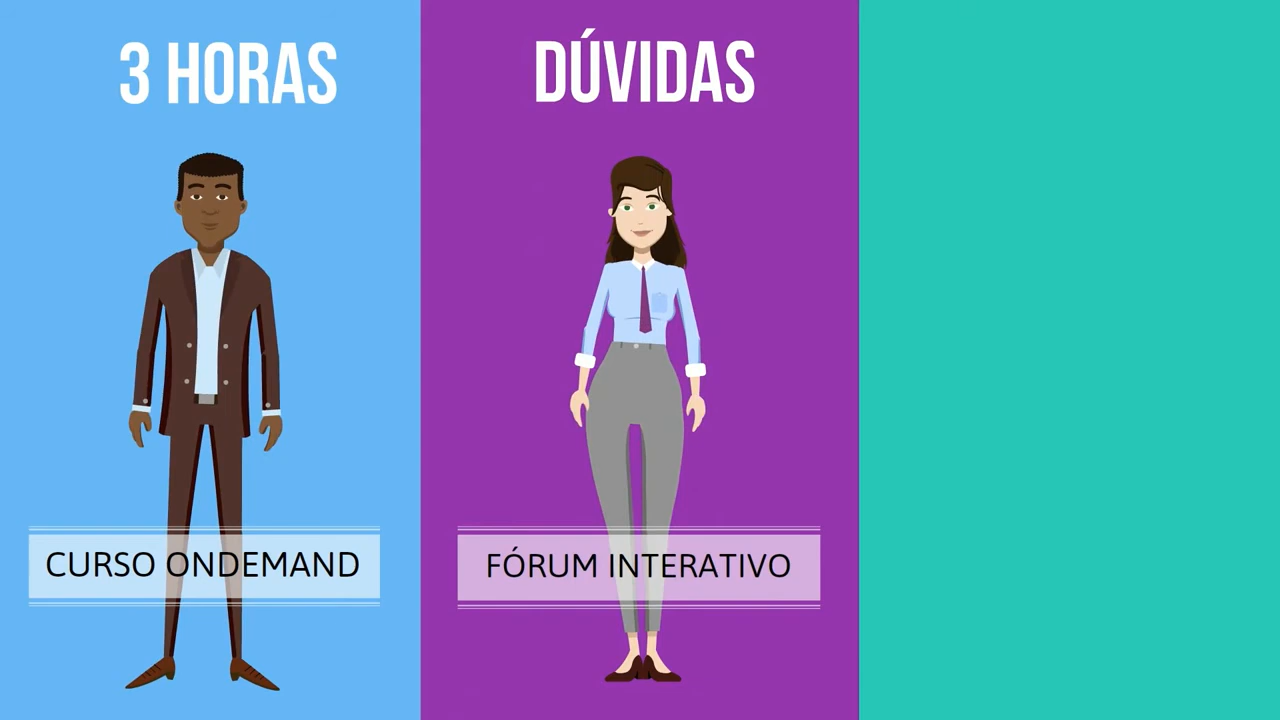 3 HORAS
CURSO ONDEMAND
DÚVIDAS
FÓRUM INTERATIVO